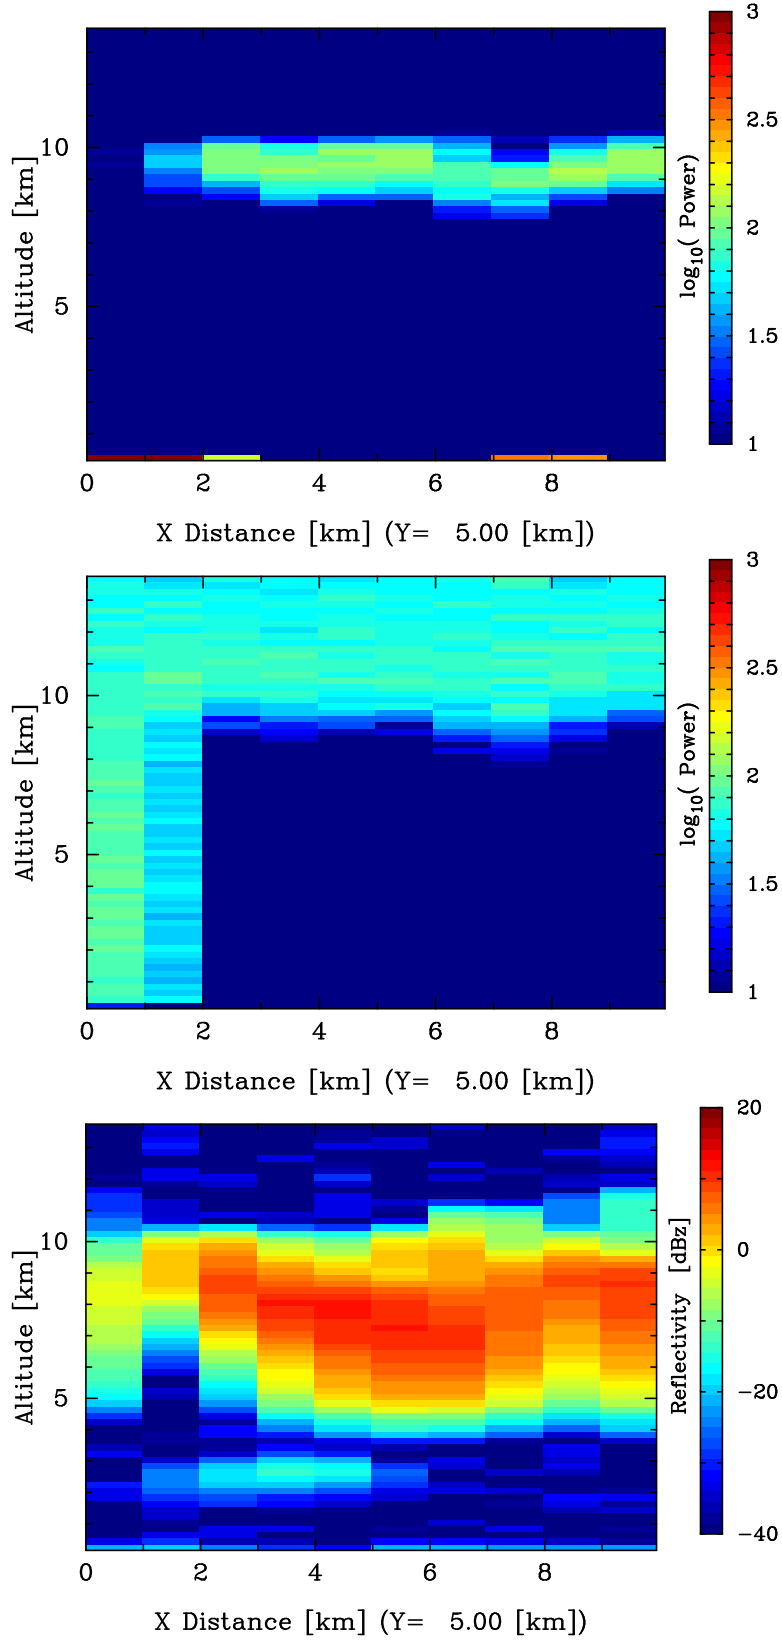 3
10
2.5
Altitude [km]
log10( Power)
2
5
1.5
1
0 2 4 6 8
X Distance [km] (Y= 5.00 [km])
3
2.5
10
Altitude [km]
log10( Power)
2
5
1.5
1
0 2 4 6 8
X Distance [km] (Y= 5.00 [km])
20
10
0
Altitude [km]
Reflectivity [dBz]
5
−20
−40
0 2 4 6 8
X Distance [km] (Y= 5.00 [km])